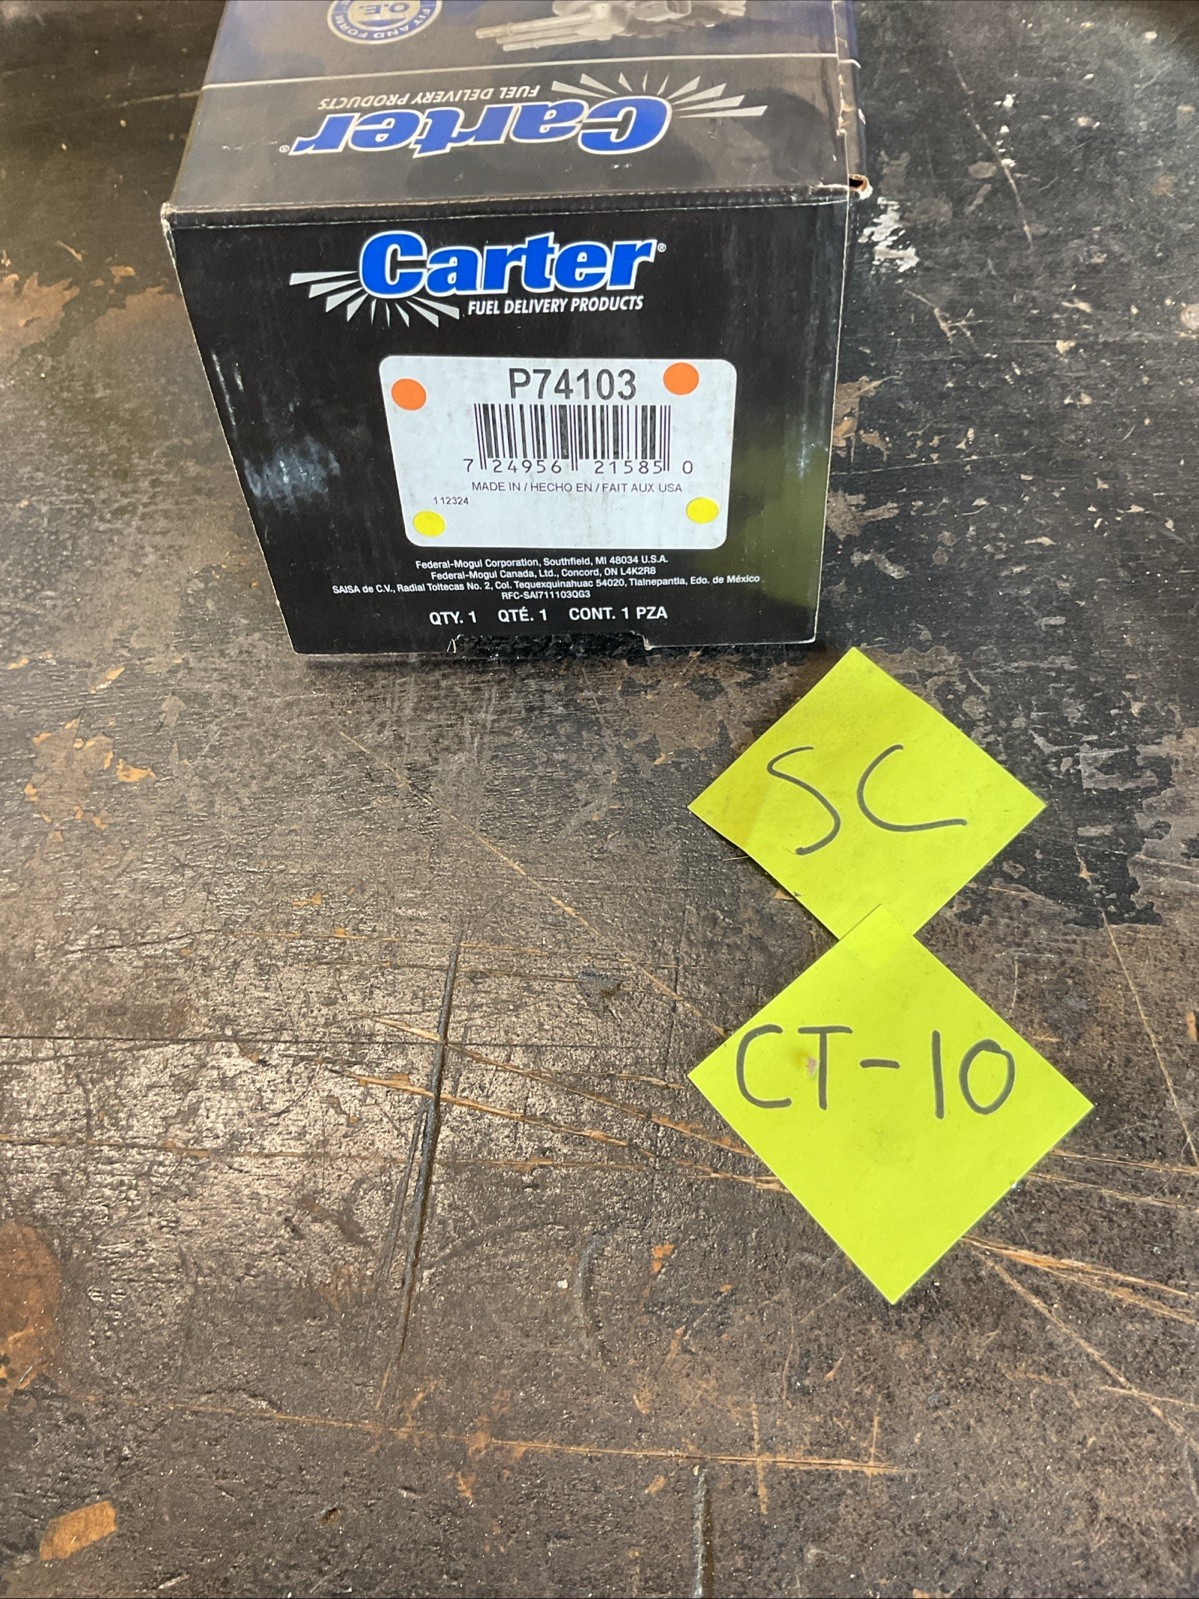 O.E.
FIT AND FORM
Carter®
FUEL DELIVERY PRODUCTS
Carter®
FUEL DELIVERY PRODUCTS
P74103
7 24956 21585 0
MADE IN / HECHO EN / FAIT AUX USA
112324
Federal-Mogul Corporation, Southfield, MI 48034 U.S.A.
Federal-Mogul Canada, Ltd., Concord, ON L4K2R8
SAISA de C.V., Radial Toltecas No. 2, Col. Tequexquinahuac 54020, Tlalnepantla, Edo. de México
RFC-SAI711103QG3
QTY. 1 QTÉ. 1 CONT. 1 PZA
SC
CT-10